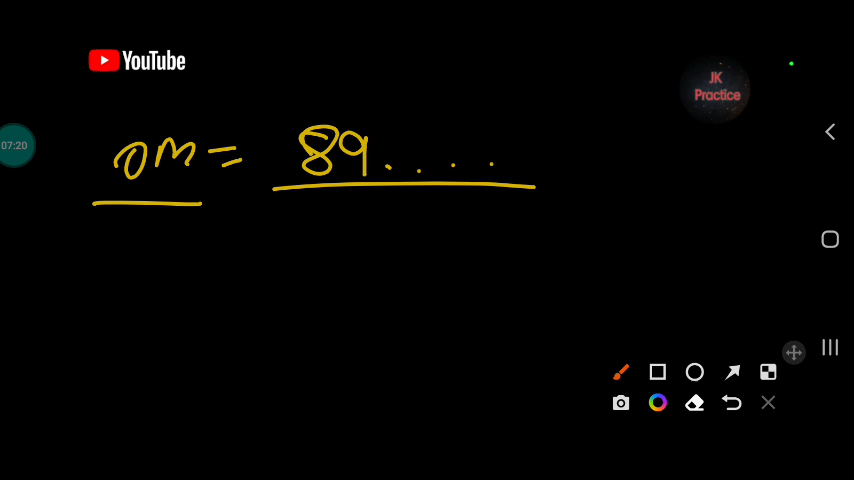 YouTube
JK
Practice
07:20
om = 89. . . .